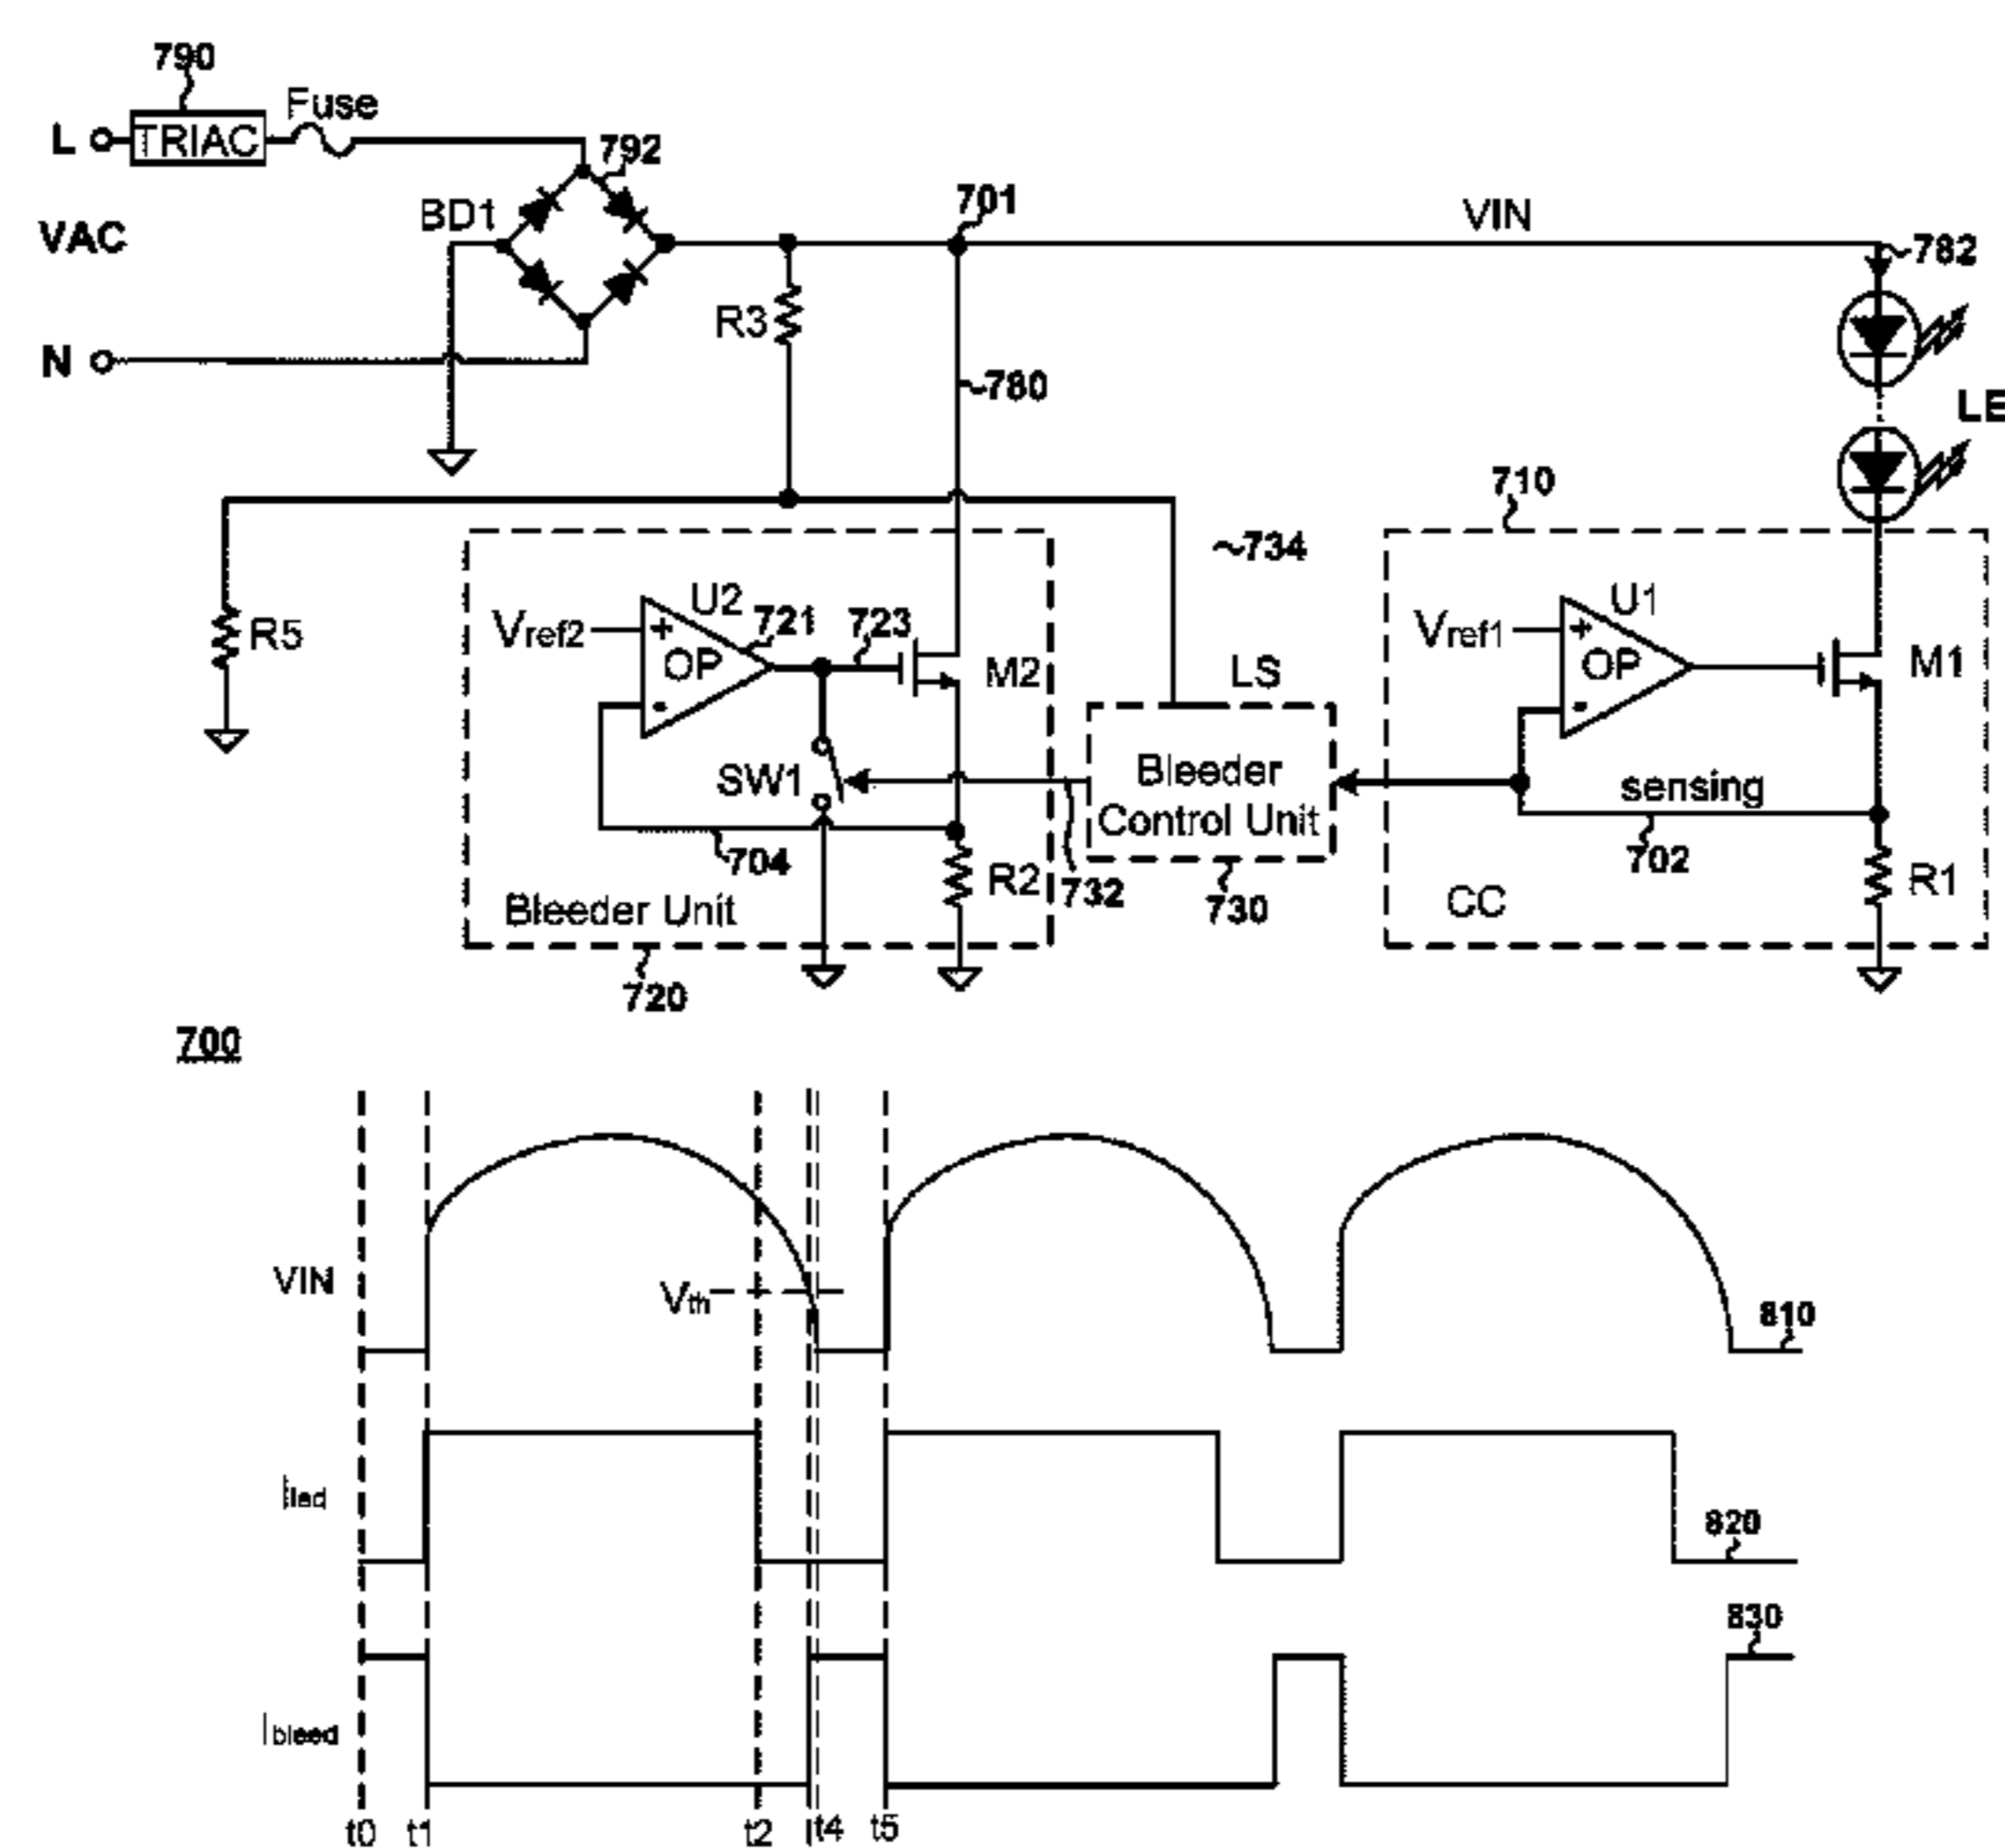 790
Fuse
L TRIAC
792
BD1
701
VIN
VAC
782
R3
N
780
LE
710
734
U2
721
723
U1
Vref2
+
OP
-
M2
R5
LS
Vref1
+
OP
-
M1
SW1
Bleeder
Control Unit
sensing
704
702
R2
732
730
R1
Bleeder Unit
CC
720
700
VIN
Vth
810
Iled
820
830
Ibleed
t0 t1 t2 t4 t5